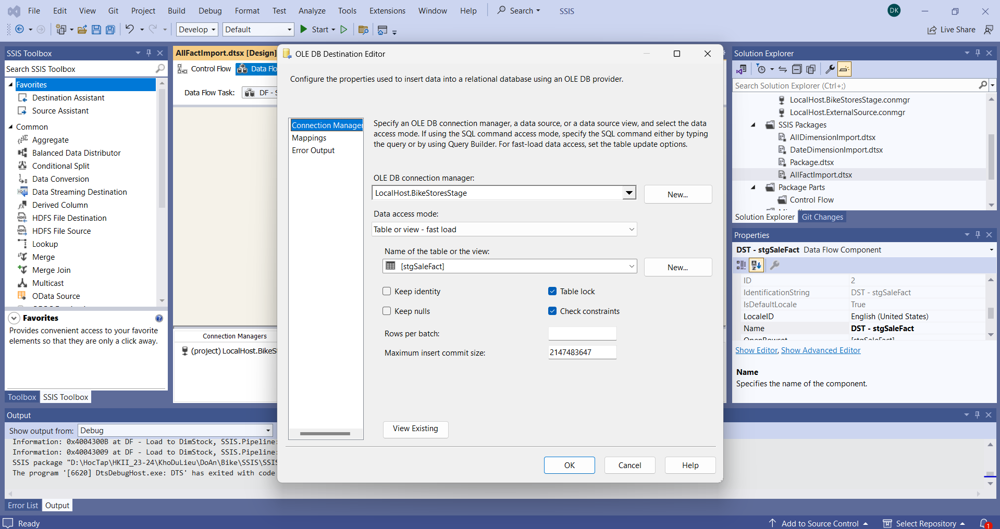 File Edit View Git Project Build Debug Format Test Analyze Tools Extensions Window Help Search SSIS DK
Develop Default Start Live Share
SSIS Toolbox
Search SSIS Toolbox
Favorites
Destination Assistant
Source Assistant
Common
Aggregate
Balanced Data Distributor
Conditional Split
Data Conversion
Data Streaming Destination
Derived Column
HDFS File Destination
HDFS File Source
Lookup
Merge
Merge Join
Multicast
OData Source
Favorites
Provides convenient access to your favorite
elements so that they are only a click away.
Toolbox SSIS Toolbox
AllFactImport.dtsx [Design]
Control Flow Data Flo
Data Flow Task: DF - S
Connection Managers
(project) LocalHost.BikeS
OLE DB Destination Editor
Configure the properties used to insert data into a relational database using an OLE DB provider.
Connection Manager
Mappings
Error Output
Specify an OLE DB connection manager, a data source, or a data source view, and select the data
access mode. If using the SQL command access mode, specify the SQL command either by typing
the query or by using Query Builder. For fast-load data access, set the table update options.
OLE DB connection manager:
LocalHost.BikeStoresStage New...
Data access mode:
Table or view - fast load
Name of the table or the view:
[stgSaleFact] New...
Keep identity Table lock
Keep nulls Check constraints
Rows per batch:
Maximum insert commit size: 2147483647
View Existing
OK Cancel Help
Solution Explorer
Search Solution Explorer (Ctrl+;)
LocalHost.BikeStoresStage.conmgr
LocalHost.ExternalSource.conmgr
SSIS Packages
AllDimensionImport.dtsx
DateDimensionImport.dtsx
Package.dtsx
AllFactImport.dtsx
Package Parts
Control Flow
Solution Explorer Git Changes
Properties
DST - stgSaleFact Data Flow Component
ID 2
IdentificationString DST - stgSaleFact
IsDefaultLocale True
LocaleID English (United States)
Name DST - stgSaleFact
OpenRowset [stgSaleFact]
Show Editor, Show Advanced Editor
Name
Specifies the name of the component.
Output
Show output from: Debug
Information: 0x4004300B at DF - Load to DimStock, SSIS.Pipeline:
Information: 0x40043009 at DF - Load to DimStock, SSIS.Pipeline:
SSIS package "D:\HocTap\HKII_23-24\KhoDuLieu\DoAn\Bike\SSIS\SSIS
The program '[6620] DtsDebugHost.exe: DTS' has exited with code
Error List Output
Ready Add to Source Control Select Repository 1